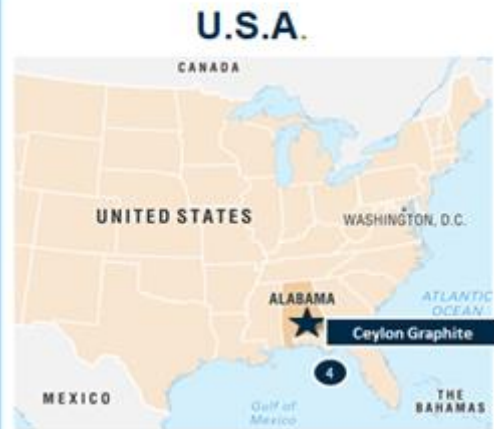 U.S.A.
CANADA
UNITED STATES
WASHINGTON, D.C.
ALABAMA
ATLANTIC
OCEAN
Ceylon Graphite
4
MEXICO
Gulf of
Mexico
THE
BAHAMAS